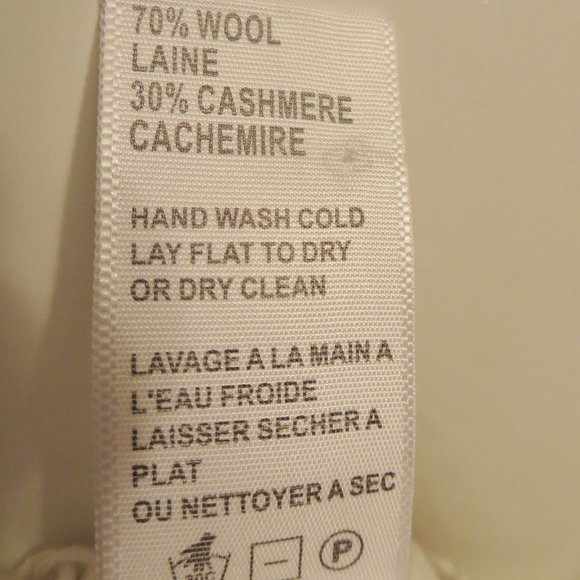 70% WOOL
LAINE
30% CASHMERE
CACHEMIRE
HAND WASH COLD
LAY FLAT TO DRY
OR DRY CLEAN
LAVAGE A LA MAIN A
L'EAU FROIDE
LAISSER SECHER A
PLAT
OU NETTOYER A SEC
30C P